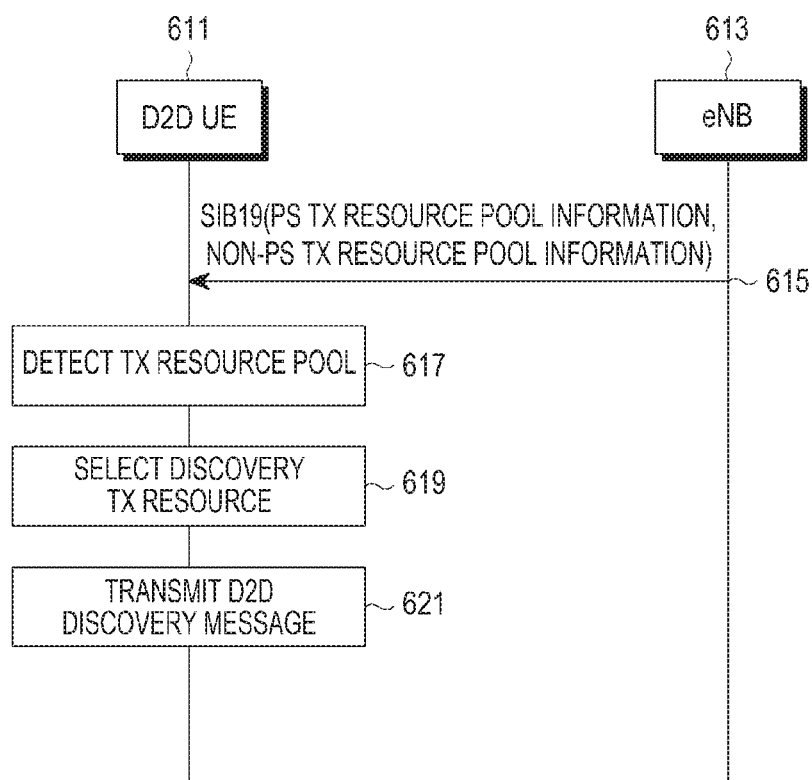 611
613
D2D UE
eNB
SIB19(PS TX RESOURCE POOL INFORMATION,
NON-PS TX RESOURCE POOL INFORMATION)
615
DETECT TX RESOURCE POOL
617
SELECT DISCOVERY
TX RESOURCE
619
TRANSMIT D2D
DISCOVERY MESSAGE
621